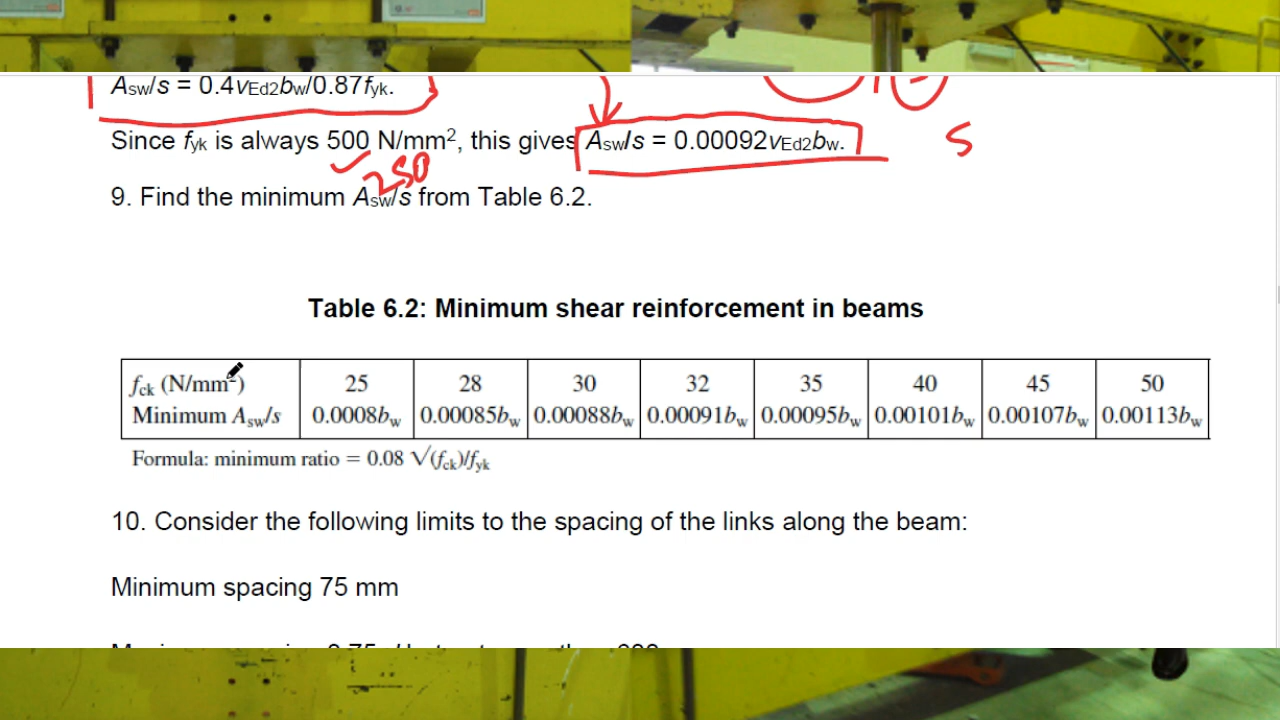 Asw/s = 0.4vEd2bw/0.87fyk.
Since fyk is always 500 N/mm², this gives Asw/s = 0.00092vEd2bw.
S
250
9. Find the minimum Asw/s from Table 6.2.
Table 6.2: Minimum shear reinforcement in beams
fck (N/mm²) 25 28 30 32 35 40 45 50
Minimum Asw/s 0.0008bw 0.00085bw 0.00088bw 0.00091bw 0.00095bw 0.00101bw 0.00107bw 0.00113bw
Formula: minimum ratio = 0.08 √(fck)/fyk
10. Consider the following limits to the spacing of the links along the beam:
Minimum spacing 75 mm